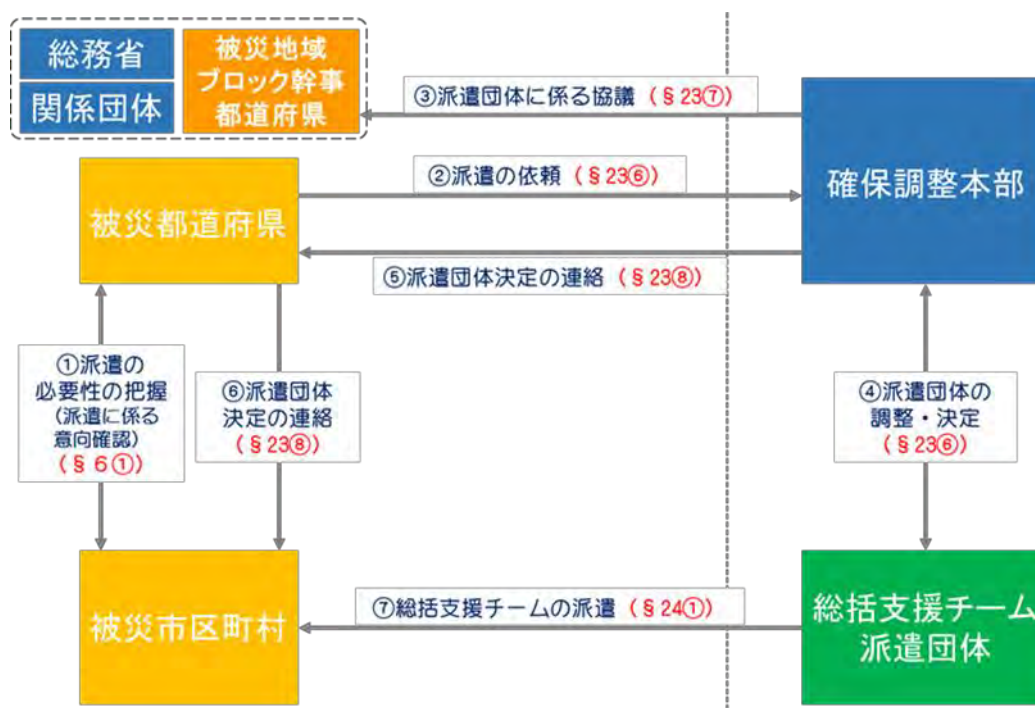 総務省
関係団体
被災地域
ブロック幹事
都道府県
③派遣団体に係る協議(§23⑦)
確保調整本部
②派遣の依頼(§23⑥)
被災都道府県
⑤派遣団体決定の連絡(§23⑧)
①派遣の
必要性の把握
(派遣に係る
意向確認)
(§6①)
⑥派遣団体
決定の連絡
(§23⑧)
④派遣団体の
調整・決定
(§23⑥)
被災市区町村
⑦総括支援チームの派遣(§24①)
総括支援チーム
派遣団体